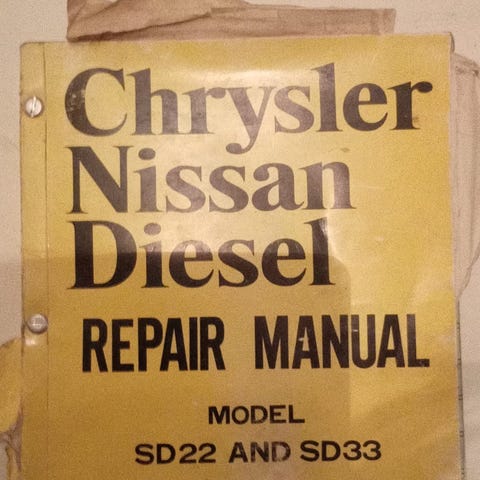 Chrysler
Nissan
Diesel
REPAIR MANUAL
MODEL
SD22 AND SD33